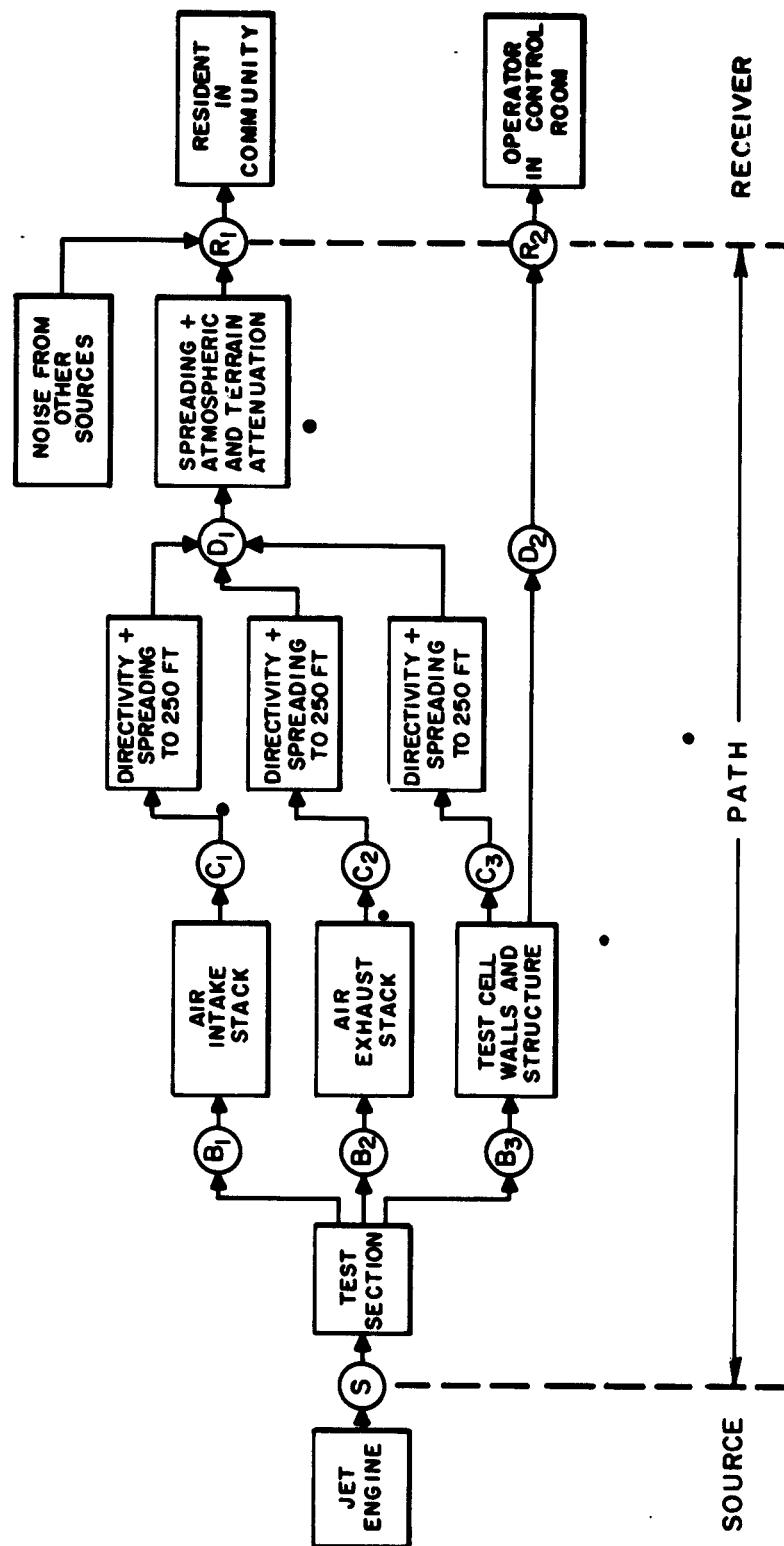 JET
ENGINE
S
TEST
SECTION
B1
B2
B3
AIR
INTAKE
STACK
AIR
EXHAUST
STACK
TEST CELL
WALLS AND
STRUCTURE
C1
C2
C3
DIRECTIVITY +
SPREADING
TO 250 FT
DIRECTIVITY +
SPREADING
TO 250 FT
DIRECTIVITY +
SPREADING
TO 250 FT
D1
D2
NOISE FROM
OTHER
SOURCES
SPREADING +
ATMOSPHERIC
AND TERRAIN
ATTENUATION
R1
R2
RESIDENT
IN
COMMUNITY
OPERATOR
IN CONTROL
ROOM
SOURCE
PATH
RECEIVER